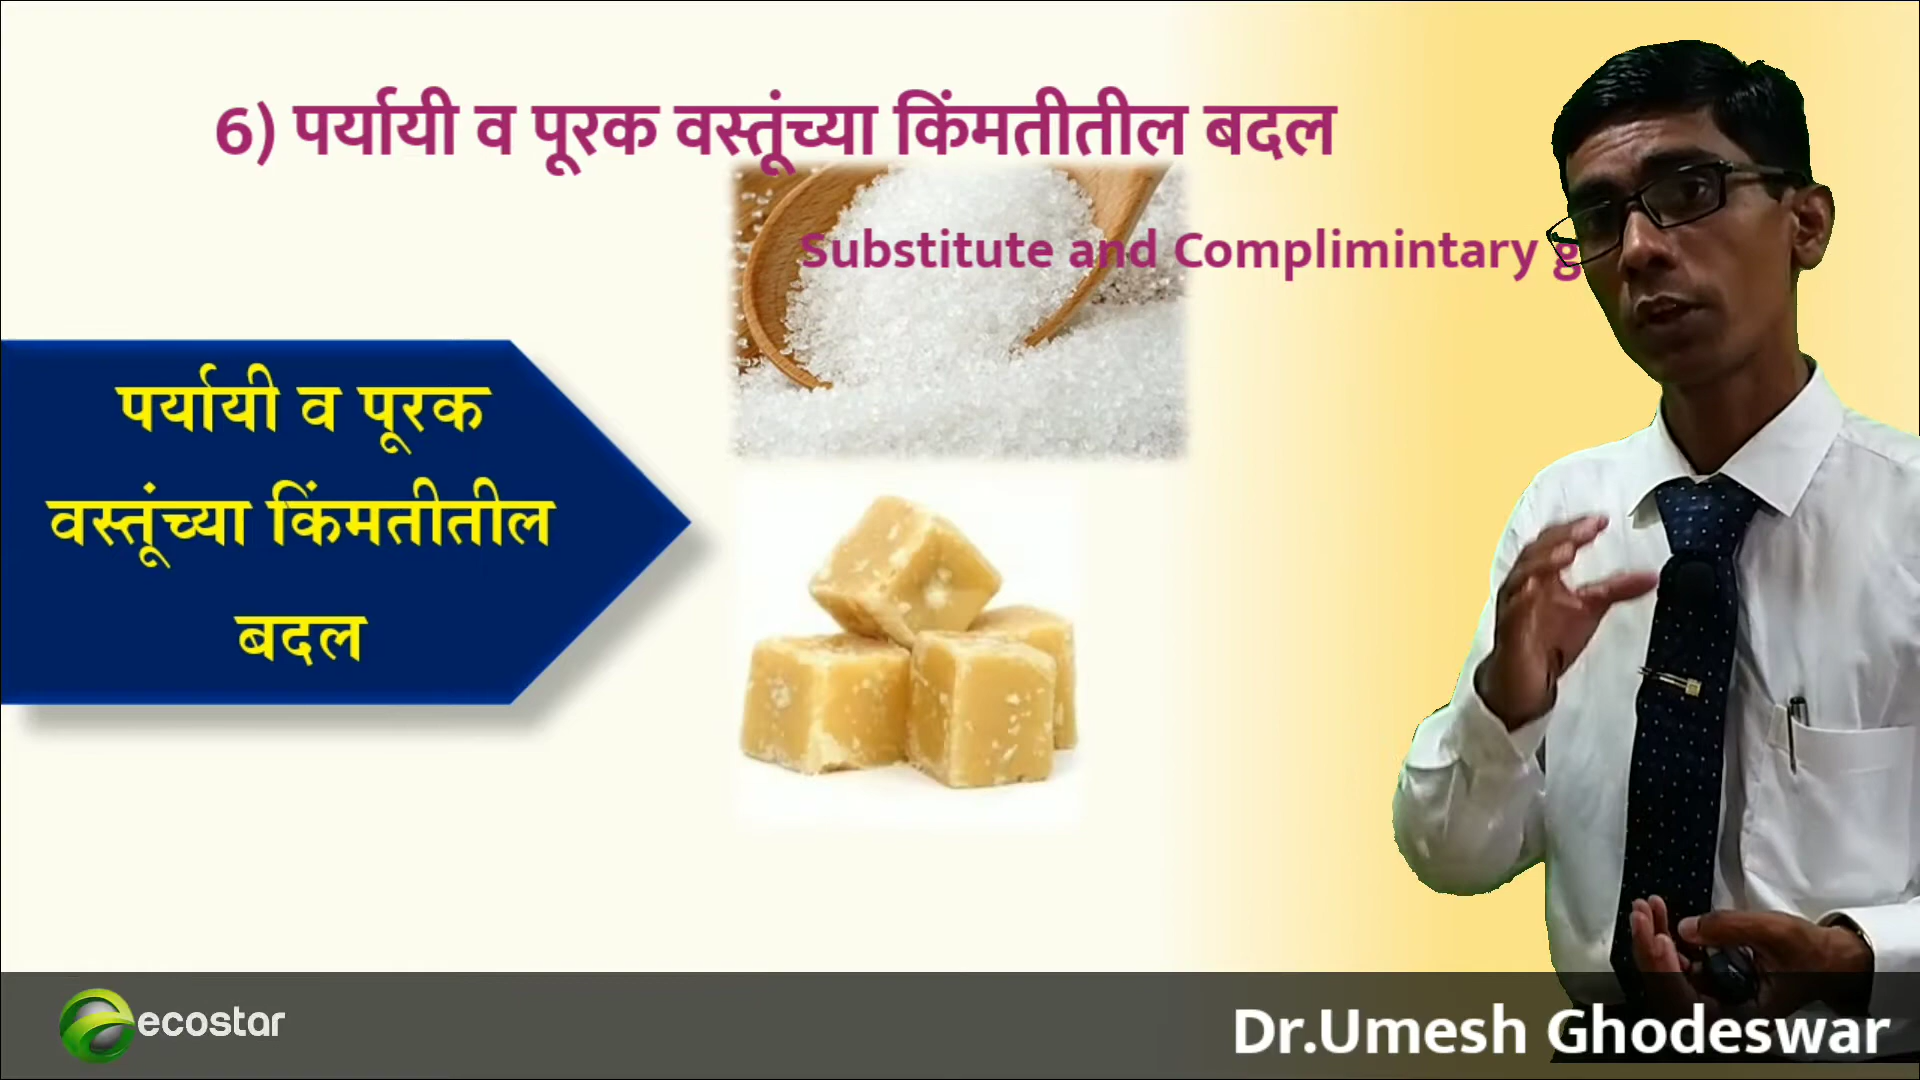 6) पर्यायी व पूरक वस्तूंच्या किंमतीतील बदल
Substitute and Complimintary
पर्यायी व पूरक
वस्तूंच्या किंमतीतील
बदल
ecostar
Dr.Umesh Ghodeswar